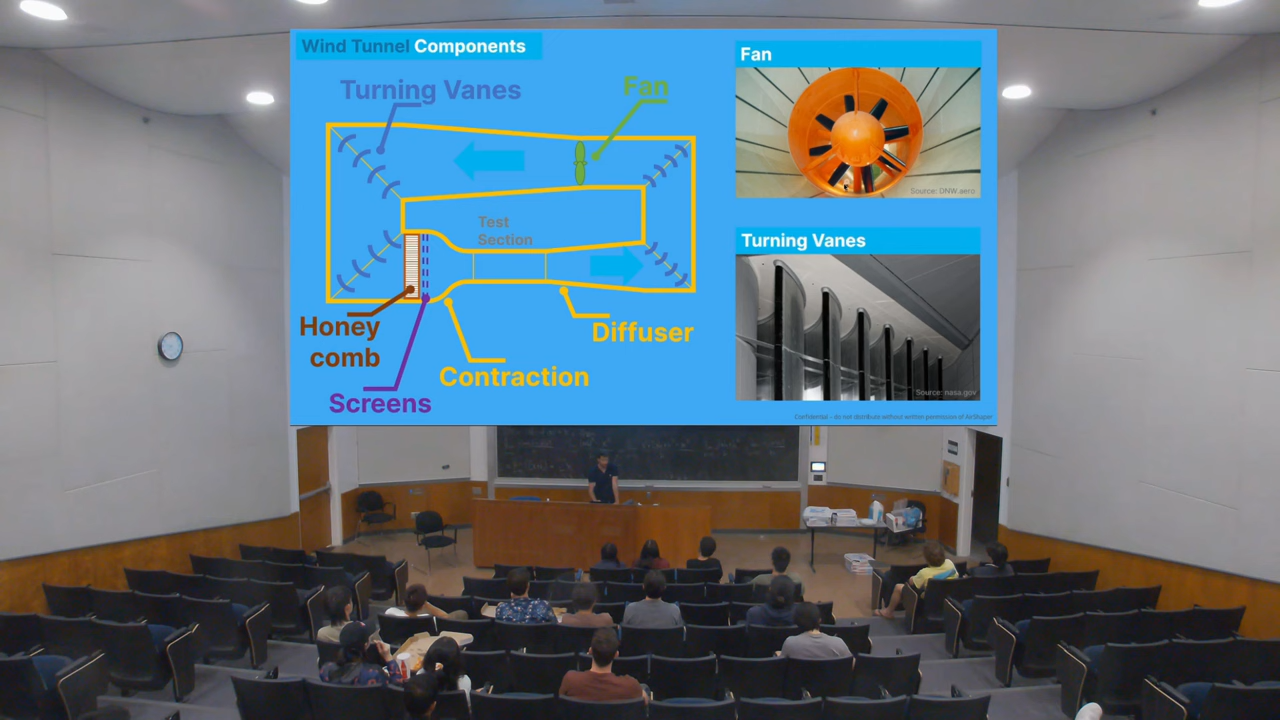 Wind Tunnel Components
Turning Vanes
Fan
Test
Section
Honey
comb
Screens
Contraction
Diffuser
Fan
Source: DNW.aero
Turning Vanes
Source: nasa.gov
Confidential - do not distribute without written permission of AirShaper